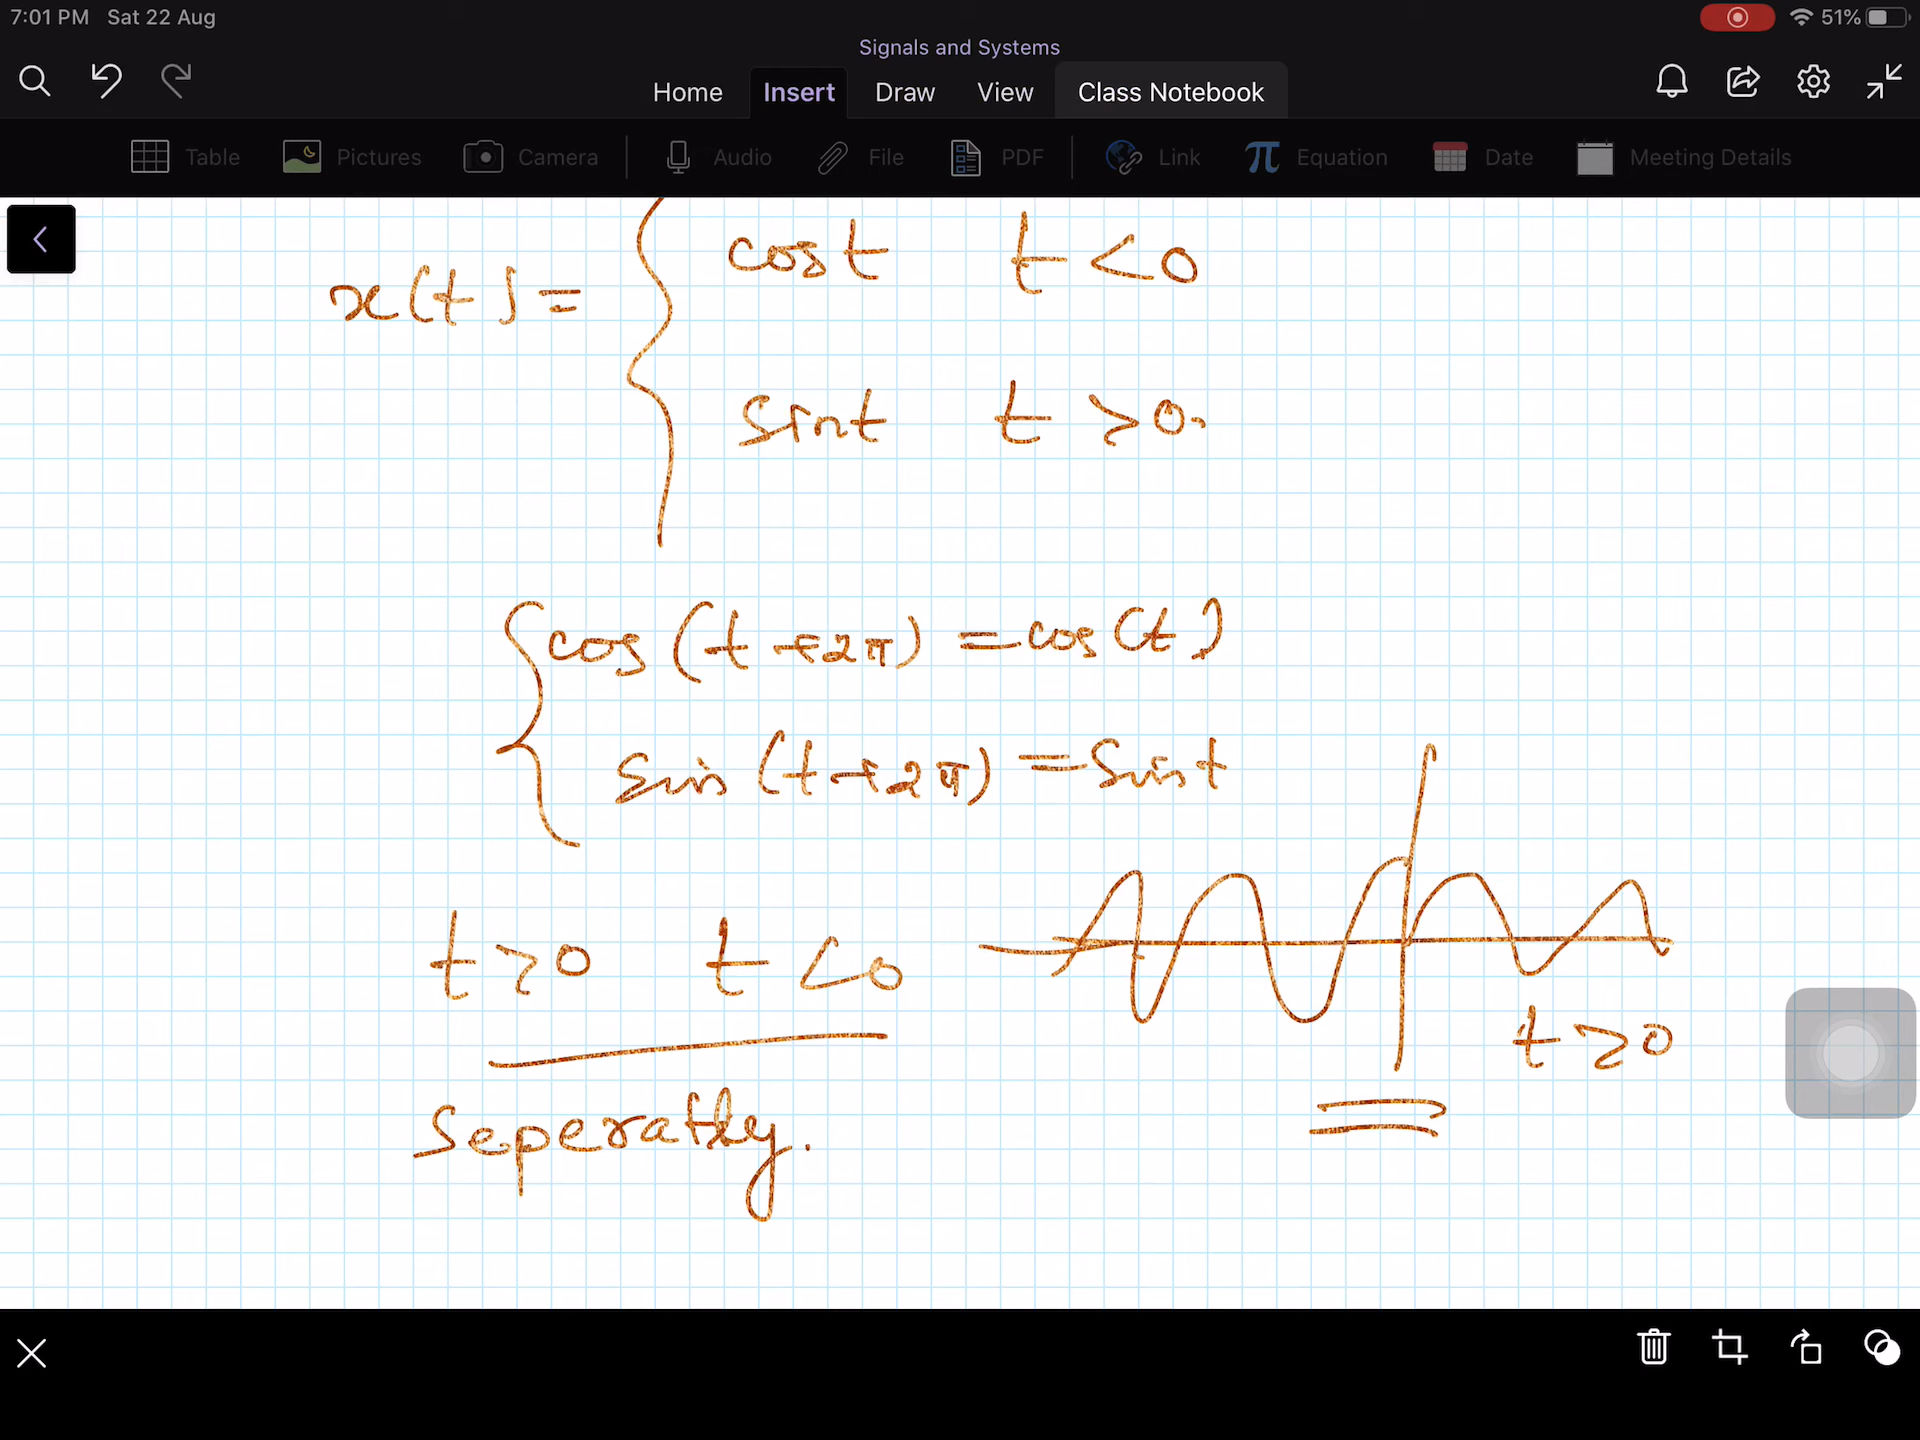 7:01 PM Sat 22 Aug
51%
Signals and Systems
Home Insert Draw View Class Notebook
Table Pictures Camera Audio File PDF Link Equation Date Meeting Details
x(t) = { cost t<0
sint t>0.
{ cos(t+2π) = cos(t)
sin(t+2π) = sint
t>0 t<0
t≥0
seperatly.